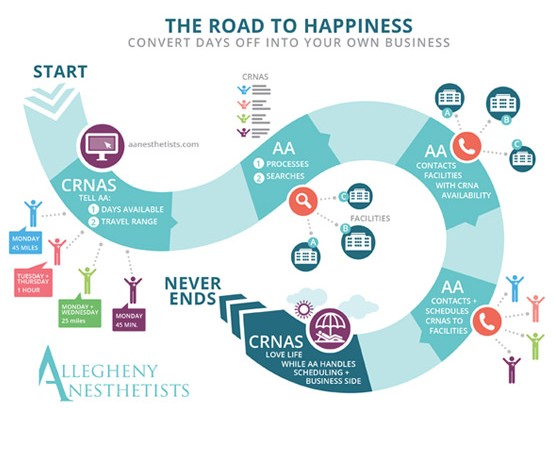 THE ROAD TO HAPPINESS
CONVERT DAYS OFF INTO YOUR OWN BUSINESS
START
aanesthetists.com
CRNAS
TELL AA:
1 DAYS AVAILABLE
2 TRAVEL RANGE
MONDAY
45 MILES
TUESDAY +
THURSDAY
1 HOUR
MONDAY +
WEDNESDAY
25 miles
MONDAY
45 MIN.
CRNAS
AA
1 PROCESSES
2 SEARCHES
C
FACILITIES
B
A
AA
CONTACTS
FACILITIES
WITH CRNA
AVAILABILITY
A
B
C
AA
CONTACTS +
SCHEDULES
CRNAS TO
FACILITIES
CRNAS
LOVE LIFE
WHILE AA HANDLES
SCHEDULING +
BUSINESS SIDE
NEVER
ENDS
ALLEGHENY
ANESTHETISTS